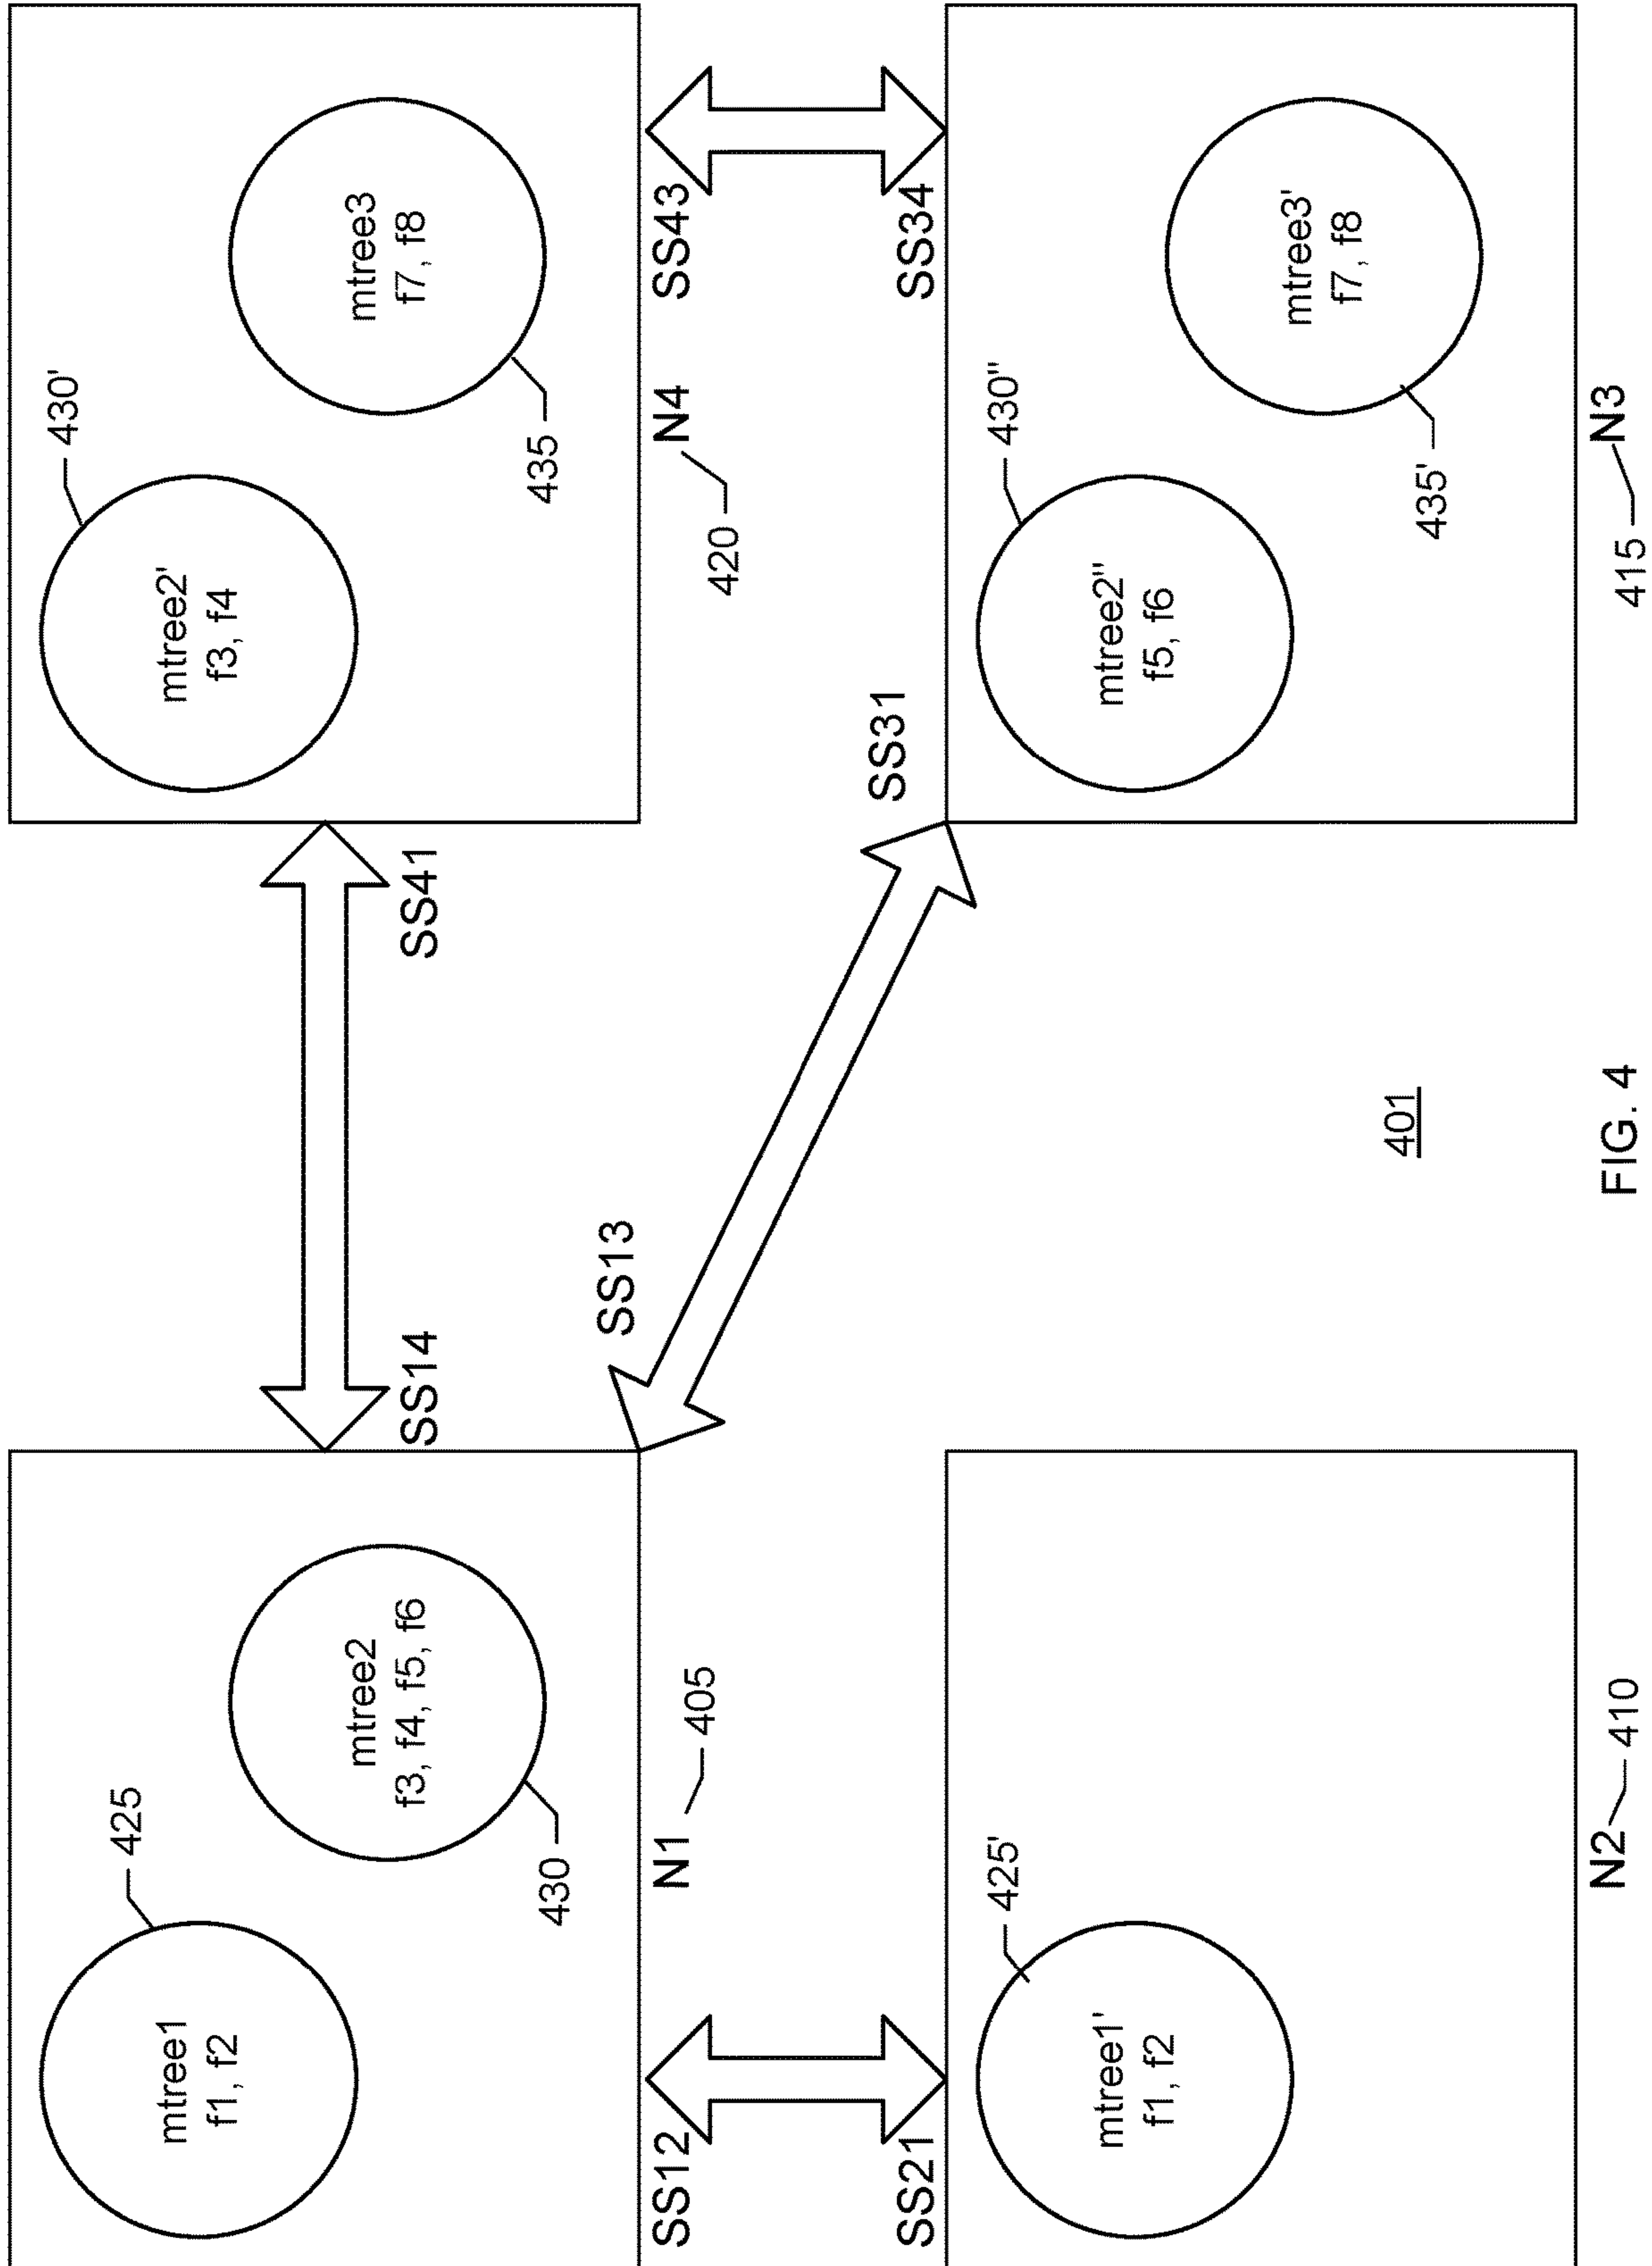 425
mtree1
f1, f2
mtree2
f3, f4, f5, f6
430
SS14
SS41
430'
mtree2'
f3, f4
mtree3
f7, f8
435
SS12
N1
405
SS13
N4
420
SS43
SS21
SS31
SS34
425'
mtree1'
f1, f2
430"
mtree2"
f5, f6
mtree3'
f7, f8
435'
401
N2
410
N3
415
FIG. 4